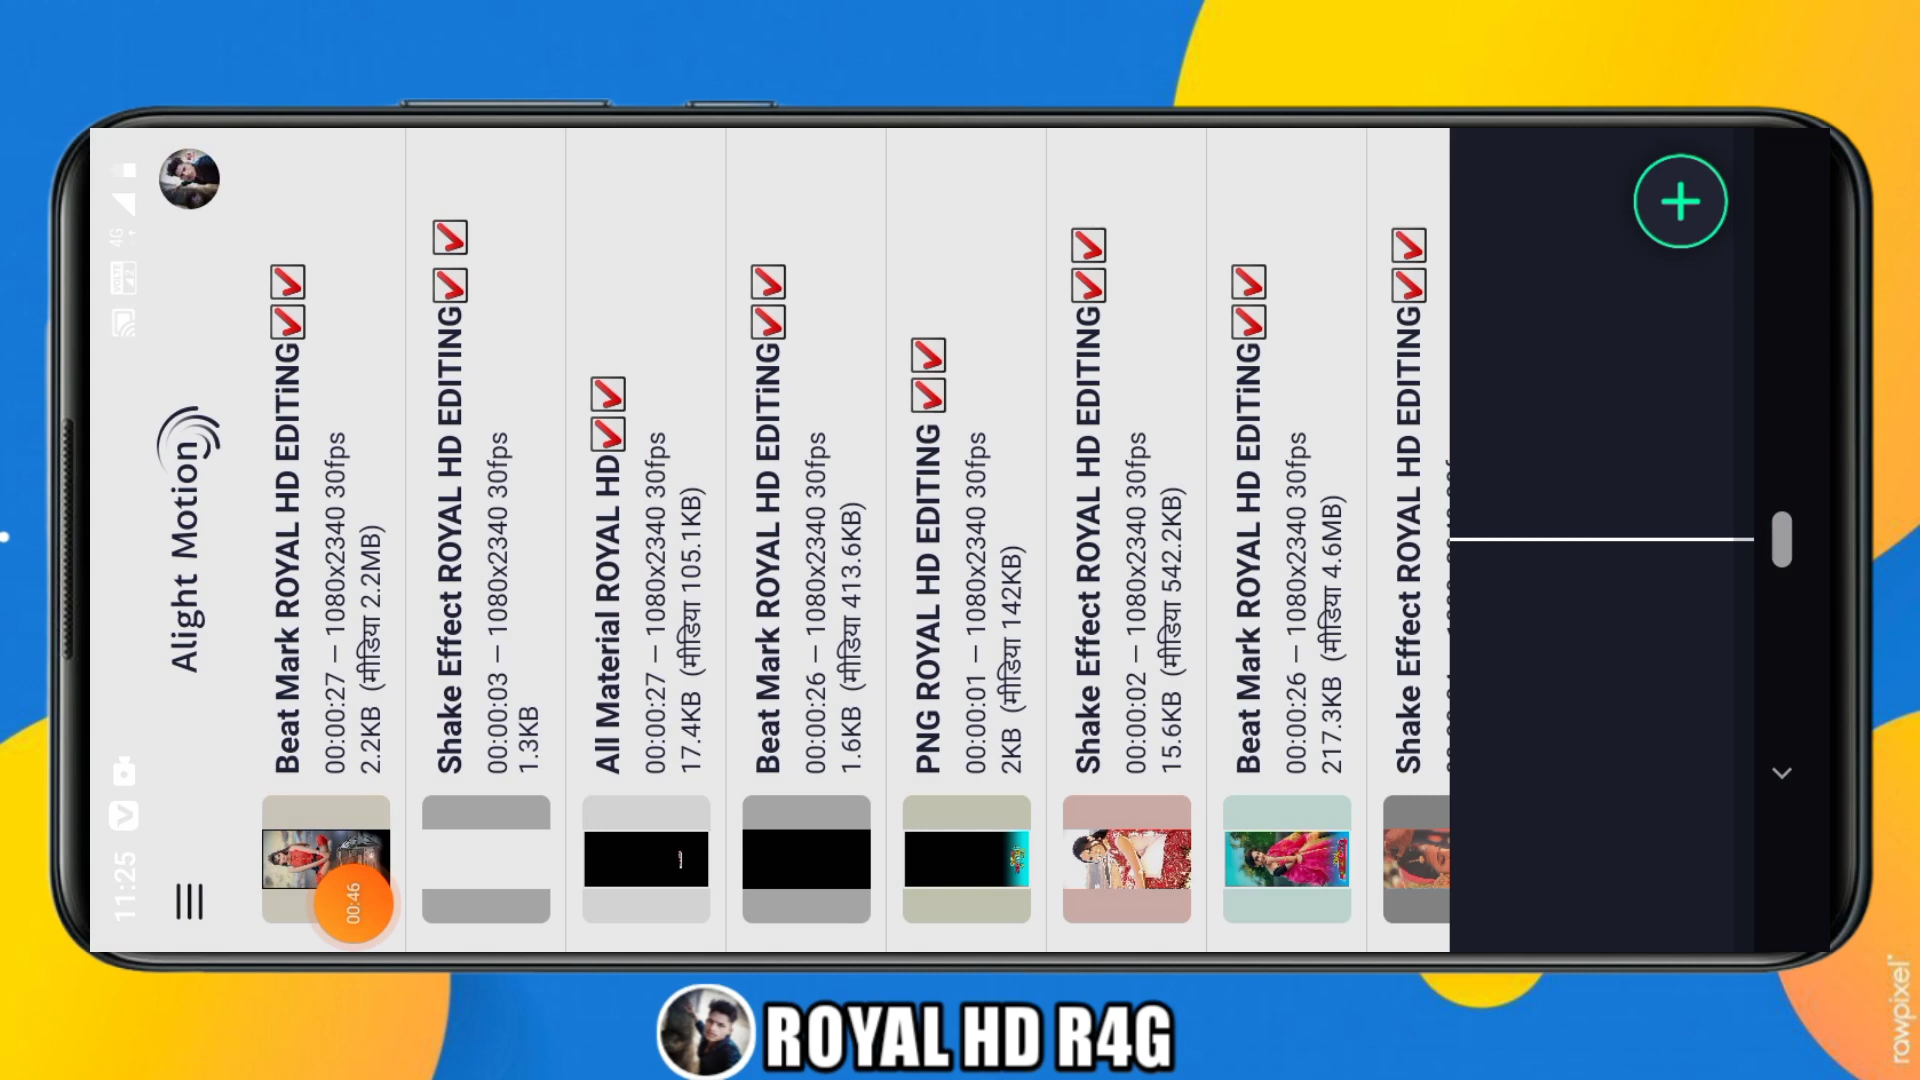 11:25
4G
VOLTE 2
Alight Motion
Beat Mark ROYAL HD EDITiNG☑☑
00:00:27 – 1080x2340 30fps
2.2KB (मीडिया 2.2MB)
00:46
Shake Effect ROYAL HD EDITING☑ ☑
00:00:03 – 1080x2340 30fps
1.3KB
All Material ROYAL HD☑☑
00:00:27 – 1080x2340 30fps
17.4KB (मीडिया 105.1KB)
Beat Mark ROYAL HD EDITiNG☑☑
00:00:26 – 1080x2340 30fps
1.6KB (मीडिया 413.6KB)
PNG ROYAL HD EDITING ☑☑
00:00:01 – 1080x2340 30fps
2KB (मीडिया 142KB)
Shake Effect ROYAL HD EDITING☑☑
00:00:02 – 1080x2340 30fps
15.6KB (मीडिया 542.2KB)
Beat Mark ROYAL HD EDITiNG☑☑
00:00:26 – 1080x2340 30fps
217.3KB (मीडिया 4.6MB)
Shake Effect ROYAL HD EDITING☑☑
ROYAL HD R4G
rawpixel